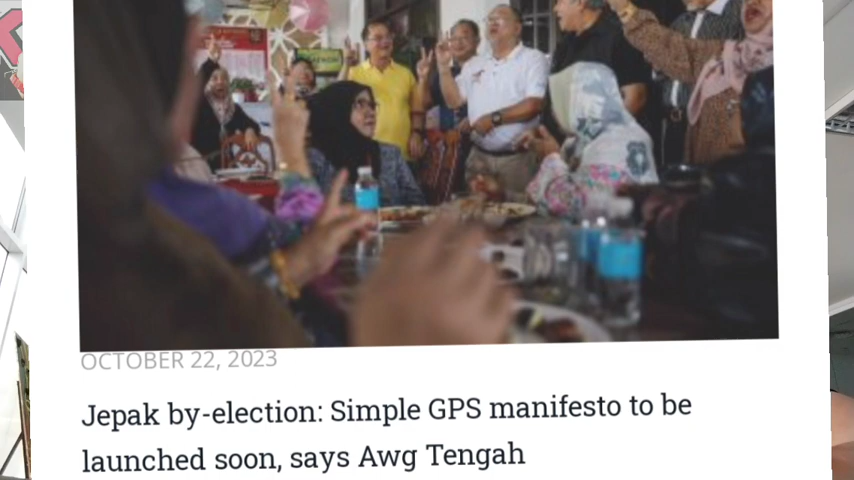 OCTOBER 22, 2023
Jepak by-election: Simple GPS manifesto to be
launched soon, says Awg Tengah